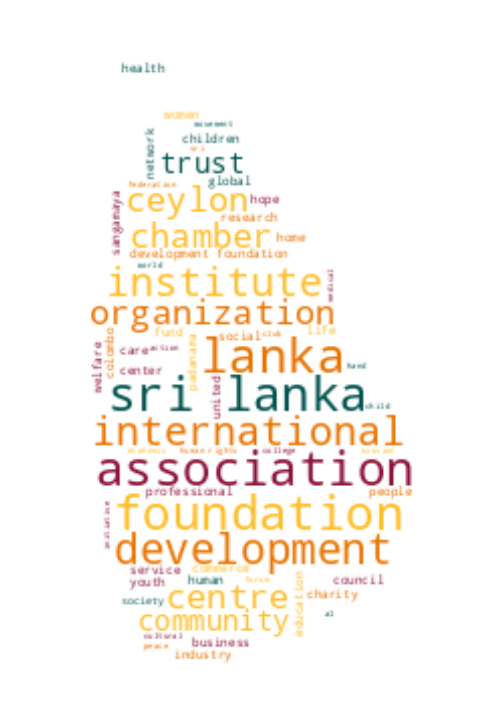 health
women
movement
children
network
sri
trust
global
federation
ceylon
hope
sangamaya
research
chamber
home
development foundation
world
institute
medical
organization
fund
social
club
life
colombo
padanama
lanka
care
action
welfare
center
hand
united
sri lanka
child
international
economic
human rights
college
mission
association
professional
people
foundation
initiative
development
service
commerce
youth
human
forum
council
education
society
centre
charity
al
community
cultural
business
peace
industry